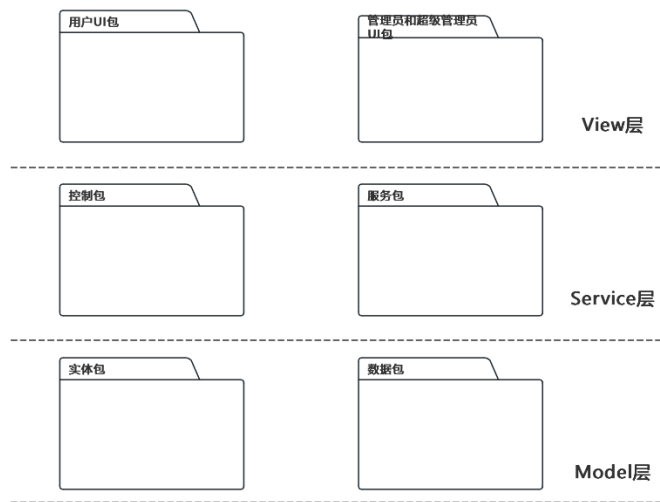 用户UI包
管理员和超级管理员
UI包
View层
控制包
服务包
Service层
实体包
数据包
Model层